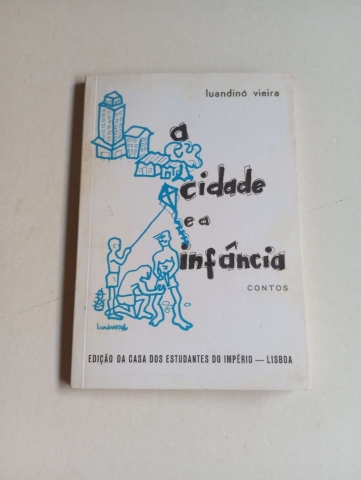 luandino vieira
a
cidade
e a
infância
CONTOS
EDIÇÃO DA CASA DOS ESTUDANTES DO IMPÉRIO — LISBOA